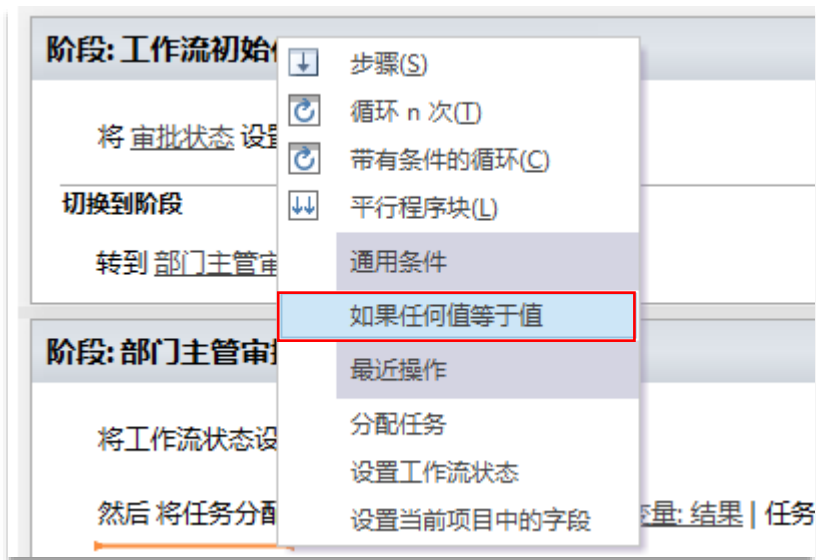 阶段: 工作流初始
步骤(S)
循环 n 次(T)
将 审批状态 设
带有条件的循环(C)
切换到阶段
平行程序块(L)
转到 部门主管
通用条件
如果任何值等于值
阶段: 部门主管审
最近操作
将工作流状态设
分配任务
设置工作流状态
然后 将任务分
设置当前项目中的字段
量: 结果 | 任务